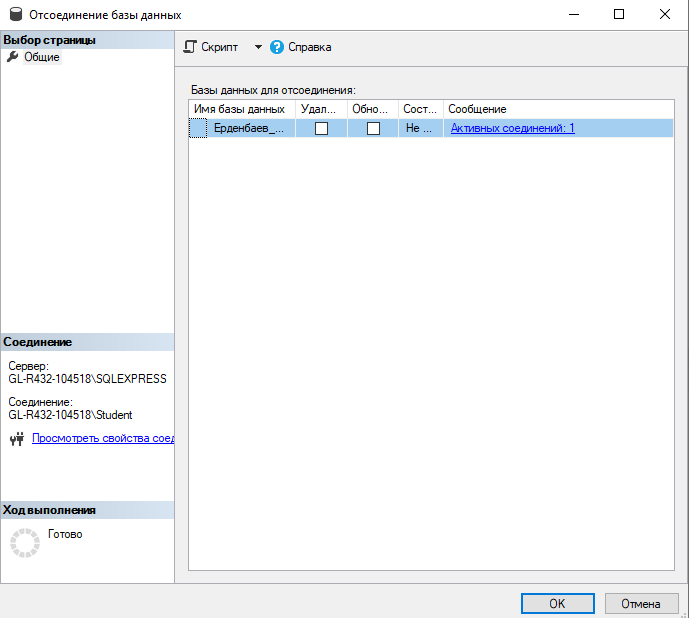 Отсоединение базы данных
Выбор страницы
Общие
Скрипт
Справка
Базы данных для отсоединения:
Имя базы данных Удал... Обно... Сост... Сообщение
Ерденбаев_... Не ... Активных соединений: 1
Соединение
Сервер:
GL-R432-104518\SQLEXPRESS
Соединение:
GL-R432-104518\Student
Просмотреть свойства соед
Ход выполнения
Готово
OK
Отмена